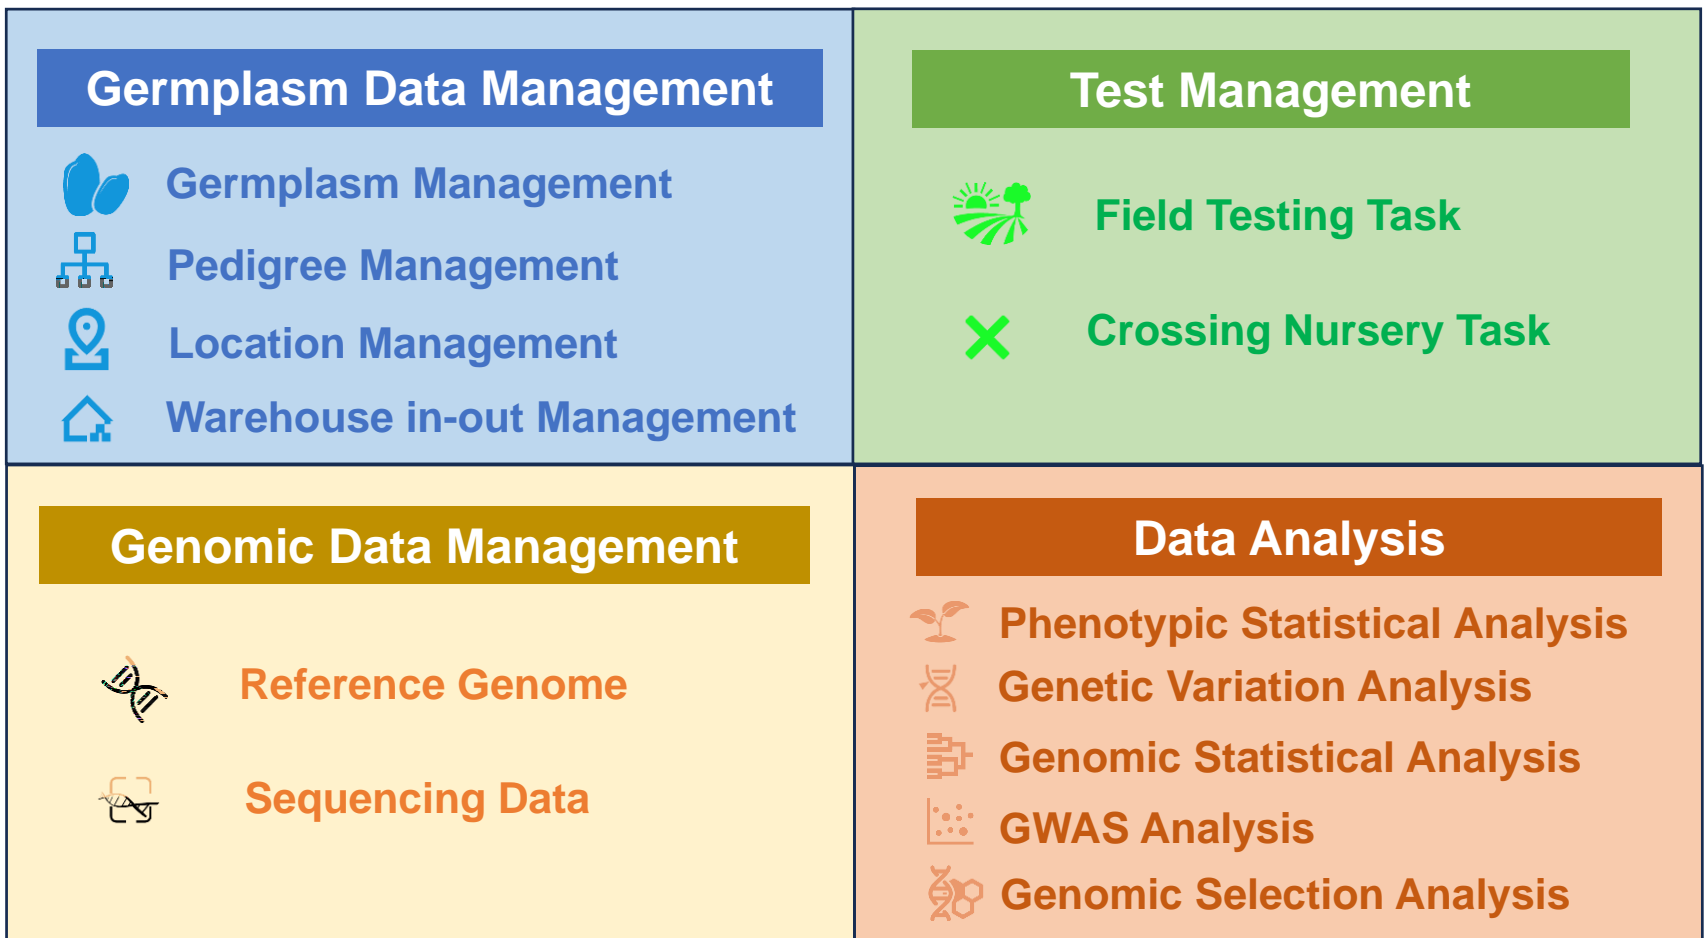 Germplasm Data Management
Germplasm Management
Pedigree Management
Location Management
Warehouse in-out Management
Test Management
Field Testing Task
Crossing Nursery Task
Genomic Data Management
Reference Genome
Sequencing Data
Data Analysis
Phenotypic Statistical Analysis
Genetic Variation Analysis
Genomic Statistical Analysis
GWAS Analysis
Genomic Selection Analysis